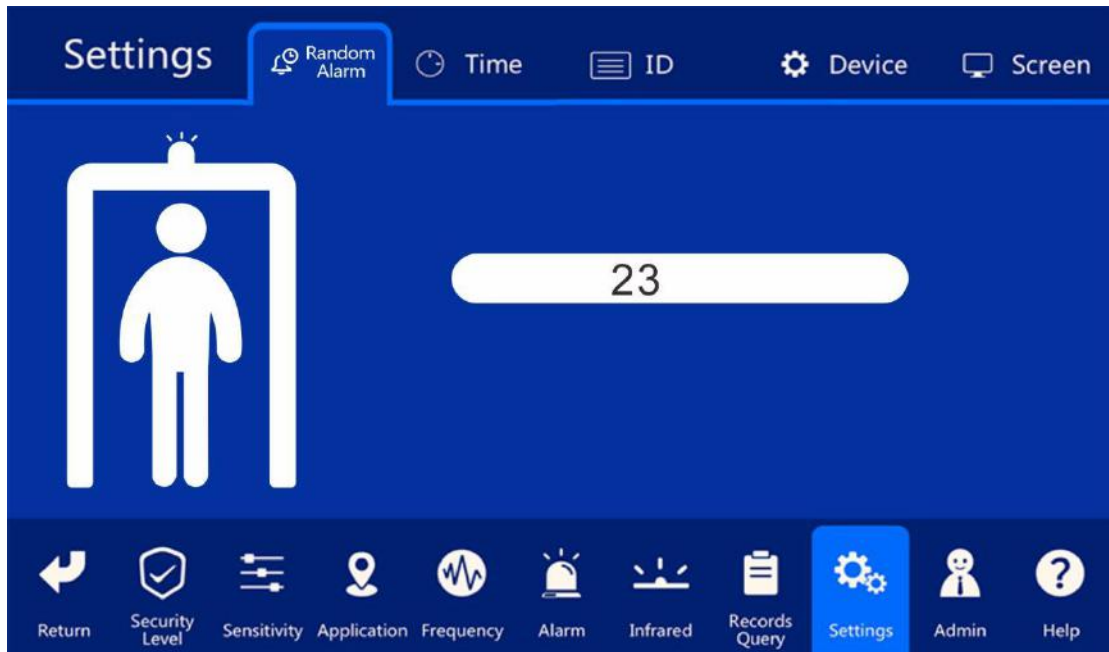 Settings
Random
Alarm
Time
ID
Device
Screen
23
Return
Security
Level
Sensitivity
Application
Frequency
Alarm
Infrared
Records
Query
Settings
Admin
Help